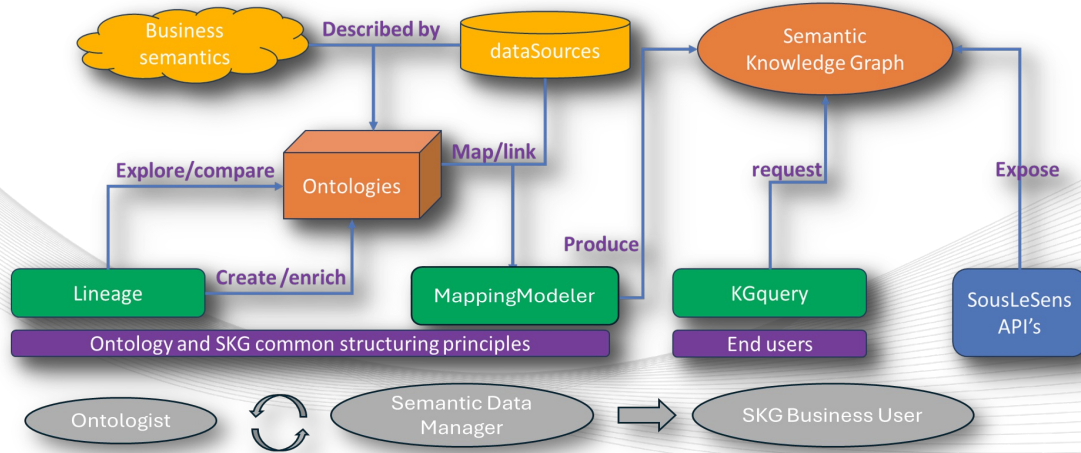 Business
semantics
Described by
dataSources
Semantic
Knowledge Graph
Explore/compare
Ontologies
Map/link
request
Expose
Produce
Create /enrich
Lineage
MappingModeler
KGquery
SousLeSens
API's
Ontology and SKG common structuring principles
End users
Ontologist
Semantic Data
Manager
SKG Business User